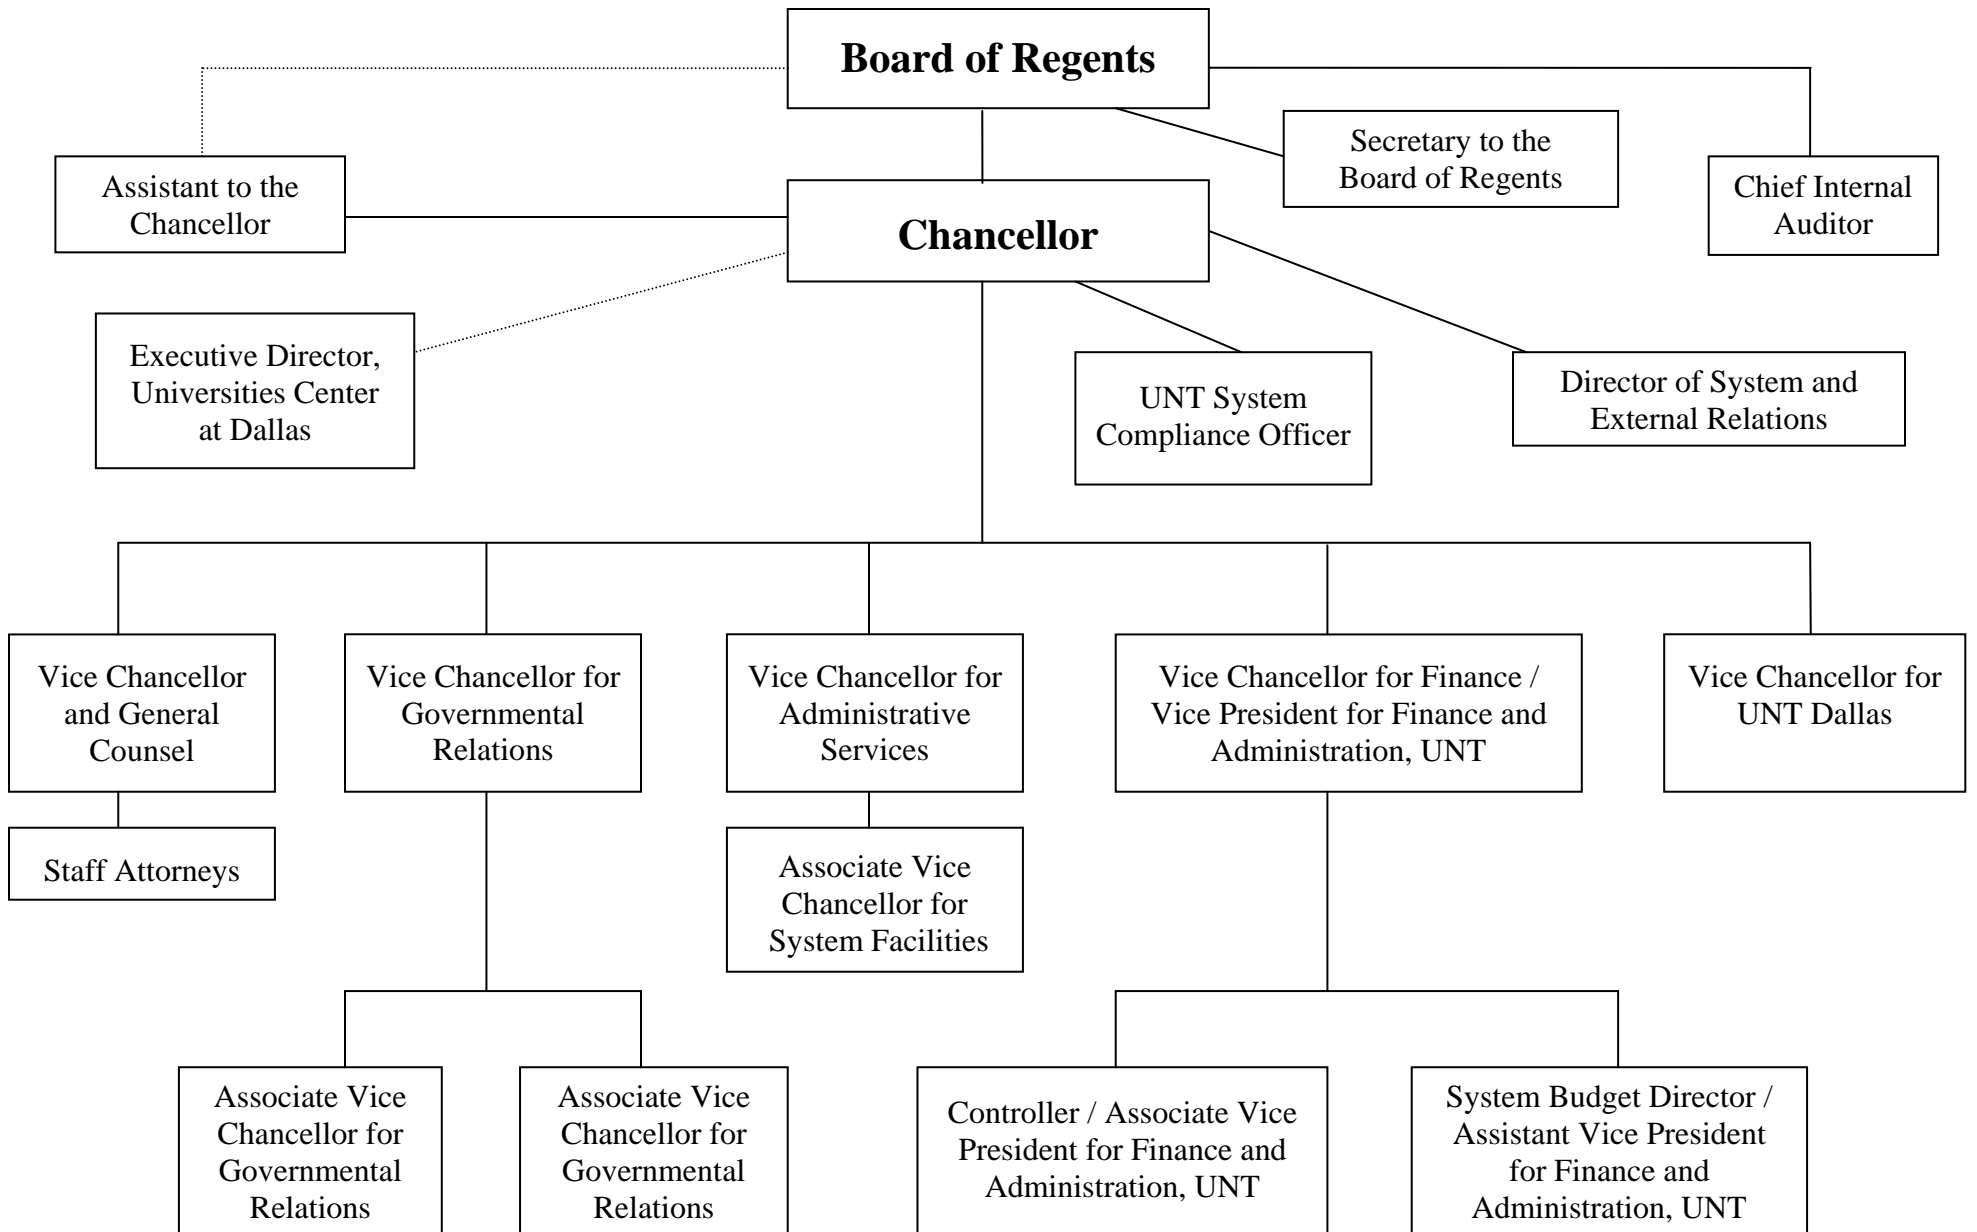 Board of Regents
Secretary to the
Board of Regents
Assistant to the
Chancellor
Chief Internal
Auditor
Chancellor
Executive Director,
Universities Center
at Dallas
UNT System
Compliance Officer
Director of System and
External Relations
Vice Chancellor
and General
Counsel
Vice Chancellor for
Governmental
Relations
Vice Chancellor for
Administrative
Services
Vice Chancellor for Finance /
Vice President for Finance and
Administration, UNT
Vice Chancellor for
UNT Dallas
Staff Attorneys
Associate Vice
Chancellor for
System Facilities
Associate Vice
Chancellor for
Governmental
Relations
Associate Vice
Chancellor for
Governmental
Relations
Controller / Associate Vice
President for Finance and
Administration, UNT
System Budget Director /
Assistant Vice President
for Finance and
Administration, UNT